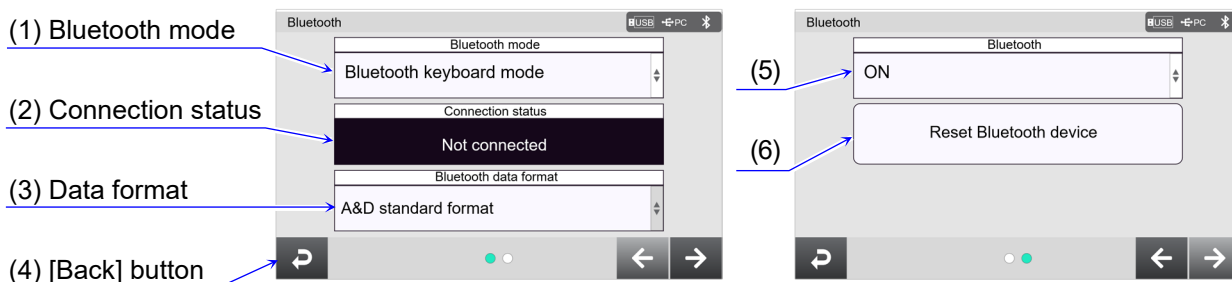 (1) Bluetooth mode
(2) Connection status
(3) Data format
(4) [Back] button
Bluetooth
USB PC
Bluetooth mode
Bluetooth keyboard mode
Connection status
Not connected
Bluetooth data format
A&D standard format
(5)
(6)
Bluetooth
USB PC
Bluetooth
ON
Reset Bluetooth device